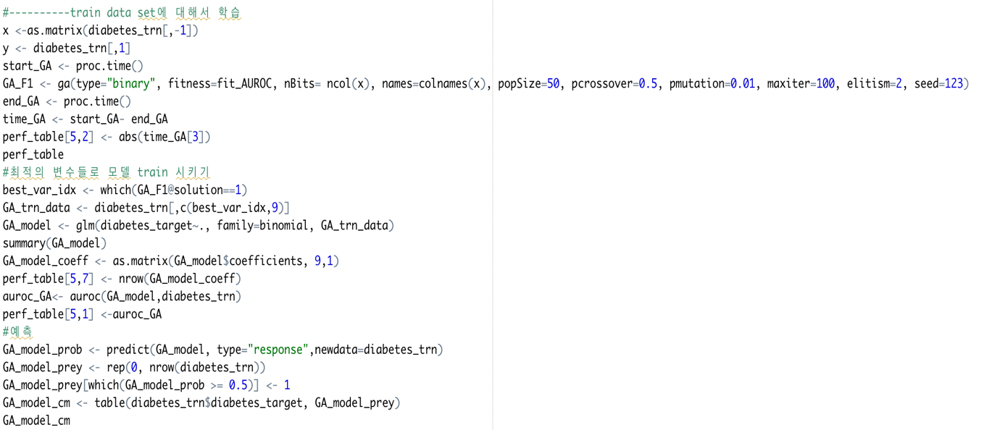 #----------train data set에 대해서 학습
x <-as.matrix(diabetes_trn[,-1])
y <- diabetes_trn[,1]
start_GA <- proc.time()
GA_F1 <- ga(type="binary", fitness=fit_AUROC, nBits= ncol(x), names=colnames(x), popSize=50, pcrossover=0.5, pmutation=0.01, maxiter=100, elitism=2, seed=123)
end_GA <- proc.time()
time_GA <- start_GA- end_GA
perf_table[5,2] <- abs(time_GA[3])
perf_table
#최적의 변수들로 모델 train 시키기
best_var_idx <- which(GA_F1@solution==1)
GA_trn_data <- diabetes_trn[,c(best_var_idx,9)]
GA_model <- glm(diabetes_target~., family=binomial, GA_trn_data)
summary(GA_model)
GA_model_coeff <- as.matrix(GA_model$coefficients, 9,1)
perf_table[5,7] <- nrow(GA_model_coeff)
auroc_GA<- auroc(GA_model,diabetes_trn)
perf_table[5,1] <-auroc_GA
#예측
GA_model_prob <- predict(GA_model, type="response",newdata=diabetes_trn)
GA_model_prey <- rep(0, nrow(diabetes_trn))
GA_model_prey[which(GA_model_prob >= 0.5)] <- 1
GA_model_cm <- table(diabetes_trn$diabetes_target, GA_model_prey)
GA_model_cm